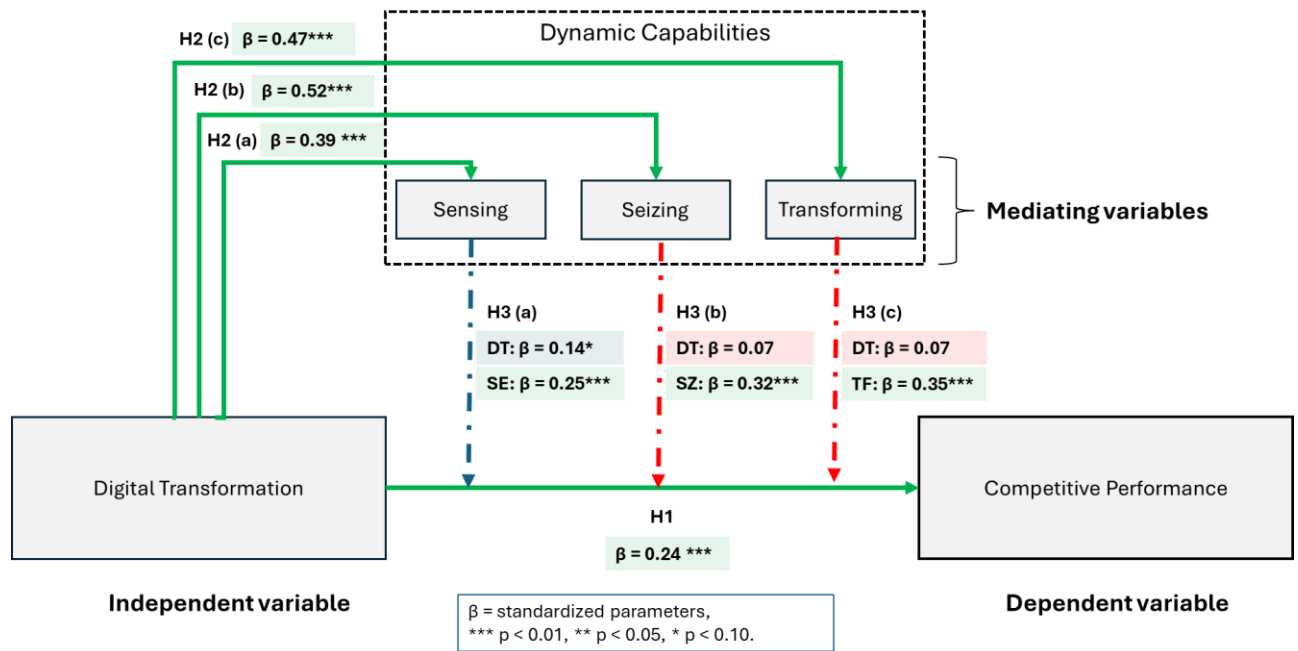 H2 (c) β = 0.47***
Dynamic Capabilities
H2 (b) β = 0.52***
H2 (a) β = 0.39 ***
Sensing
Seizing
Transforming
Mediating variables
H3 (a)
DT: β = 0.14*
SE: β = 0.25***
H3 (b)
DT: β = 0.07
SZ: β = 0.32***
H3 (c)
DT: β = 0.07
TF: β = 0.35***
Digital Transformation
Competitive Performance
H1
β = 0.24 ***
Independent variable
β = standardized parameters,
*** p < 0.01, ** p < 0.05, * p < 0.10.
Dependent variable